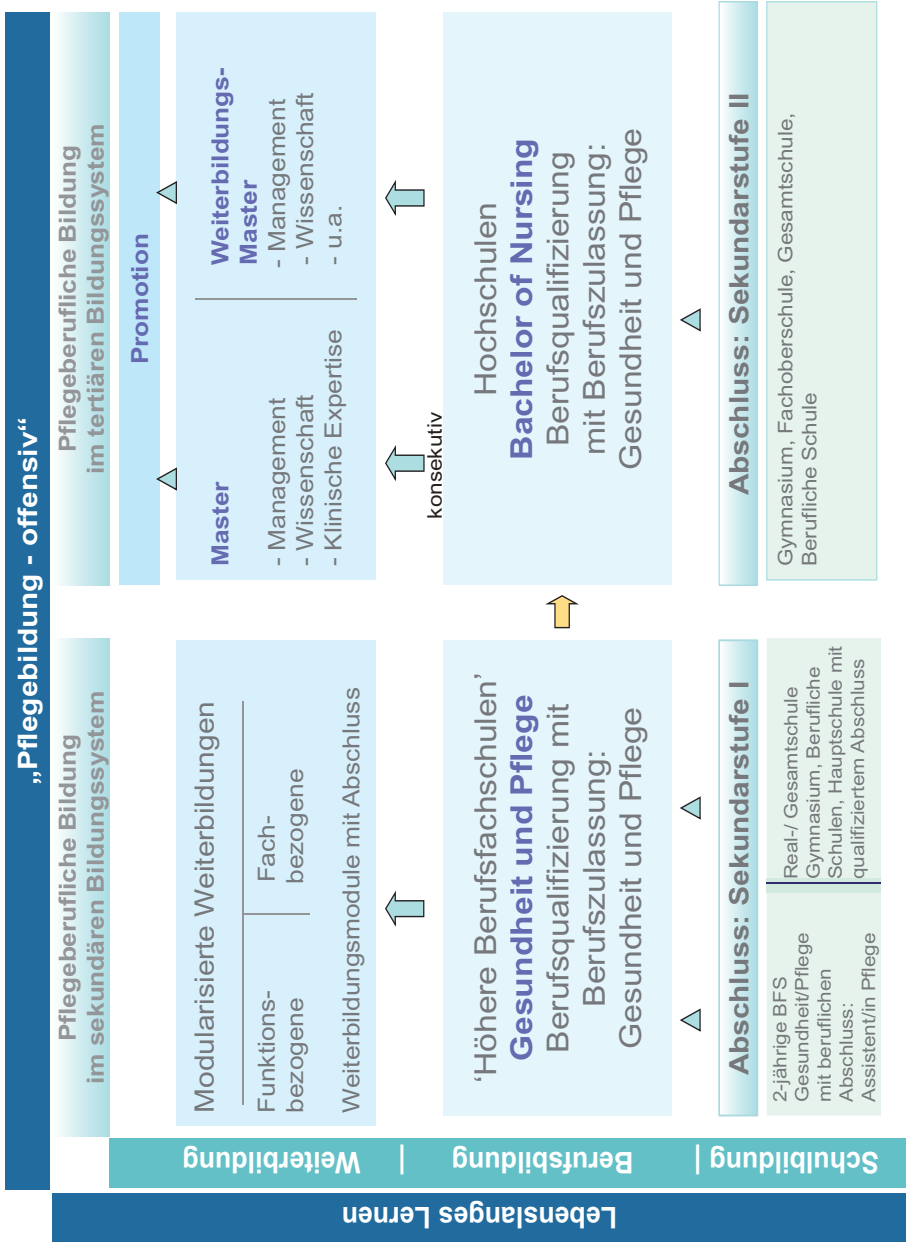 „Pflegebildung - offensiv“
Pflegeberufliche Bildung
im sekundären Bildungssystem
Pflegeberufliche Bildung
im tertiären Bildungssystem
Promotion
Modularisierte Weiterbildungen
Funktions-
bezogene
Fach-
bezogene
Weiterbildungsmodule mit Abschluss
Master
- Management
- Wissenschaft
- Klinische Expertise
Weiterbildungs-
Master
- Management
- Wissenschaft
- u.a.
konsekutiv
‘Höhere Berufsfachschulen’
Gesundheit und Pflege
Berufsqualifizierung mit
Berufszulassung:
Gesundheit und Pflege
Hochschulen
Bachelor of Nursing
Berufsqualifizierung
mit Berufszulassung:
Gesundheit und Pflege
Abschluss: Sekundarstufe I
Abschluss: Sekundarstufe II
2-jährige BFS
Gesundheit/Pflege
mit beruflichen
Abschluss:
Assistent/in Pflege
Real-/ Gesamtschule
Gymnasium, Berufliche
Schulen, Hauptschule mit
qualifiziertem Abschluss
Gymnasium, Fachoberschule, Gesamtschule,
Berufliche Schule
Schulbildung | Berufsbildung | Weiterbildung
Lebenslanges Lernen